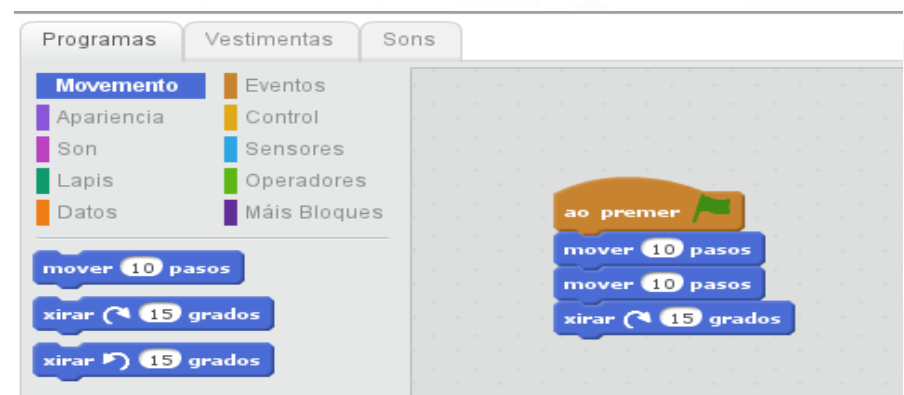 Programas Vestimentas Sons
Movemento Eventos
Apariencia Control
Son Sensores
Lapis Operadores
Datos Máis Bloques
mover 10 pasos
xirar 15 grados
xirar 15 grados
ao premer
mover 10 pasos
mover 10 pasos
xirar 15 grados